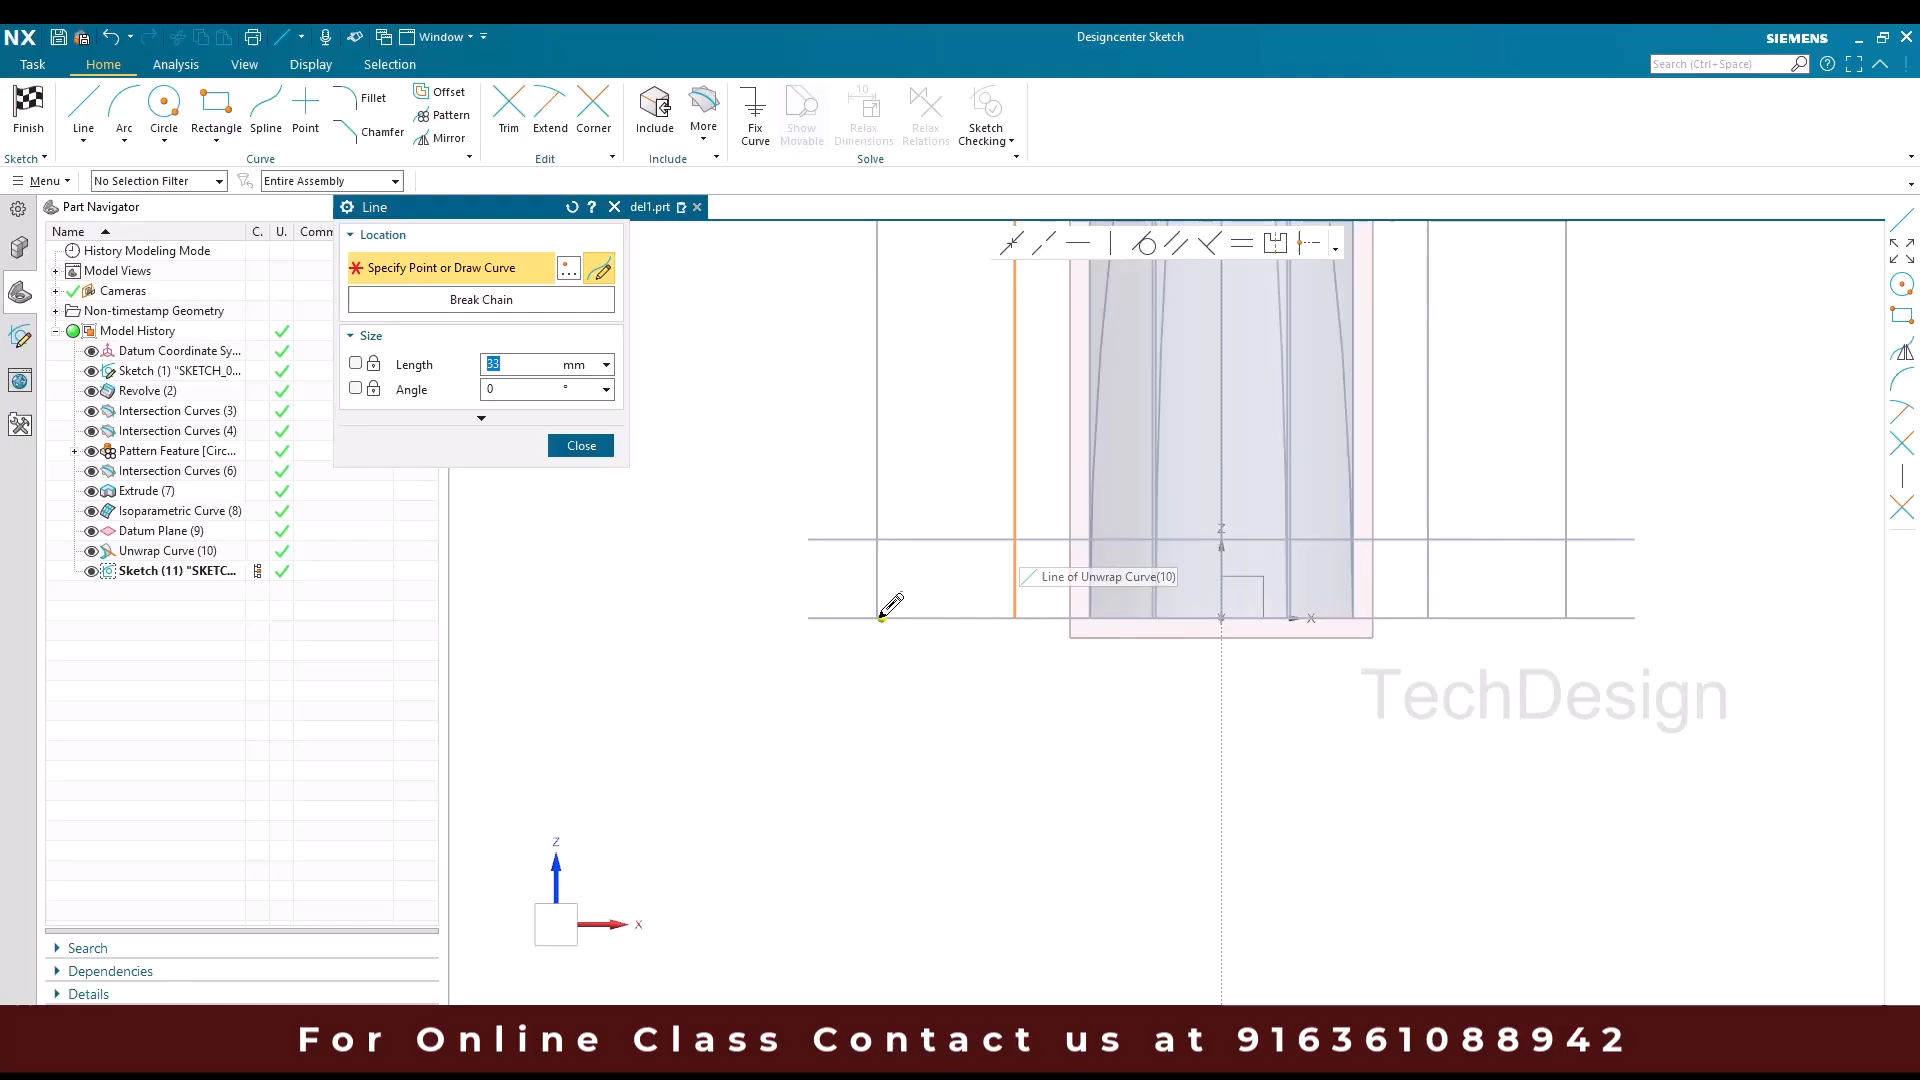 NX Window Designcenter Sketch SIEMENS
Task Home Analysis View Display Selection Search (Ctrl+Space)
Finish Line Arc Circle Rectangle Spline Point Fillet Chamfer Offset Pattern Mirror Trim Extend Corner Include More Fix Curve Show Movable Relax Dimensions Relax Relations Sketch Checking
Sketch Curve Edit Include Solve
Menu No Selection Filter Entire Assembly
Part Navigator
Name C. U. Comm
History Modeling Mode
Model Views
Cameras
Non-timestamp Geometry
Model History
Datum Coordinate Sy...
Sketch (1) "SKETCH_0...
Revolve (2)
Intersection Curves (3)
Intersection Curves (4)
Pattern Feature [Circ...
Intersection Curves (6)
Extrude (7)
Isoparametric Curve (8)
Datum Plane (9)
Unwrap Curve (10)
Sketch (11) "SKETC...
Search
Dependencies
Details
Line
Location
Specify Point or Draw Curve
Break Chain
Size
Length 33 mm
Angle 0 °
Close
del1.prt
Z
Line of Unwrap Curve(10)
X
TechDesign
Z
X
For Online Class Contact us at 916361088942